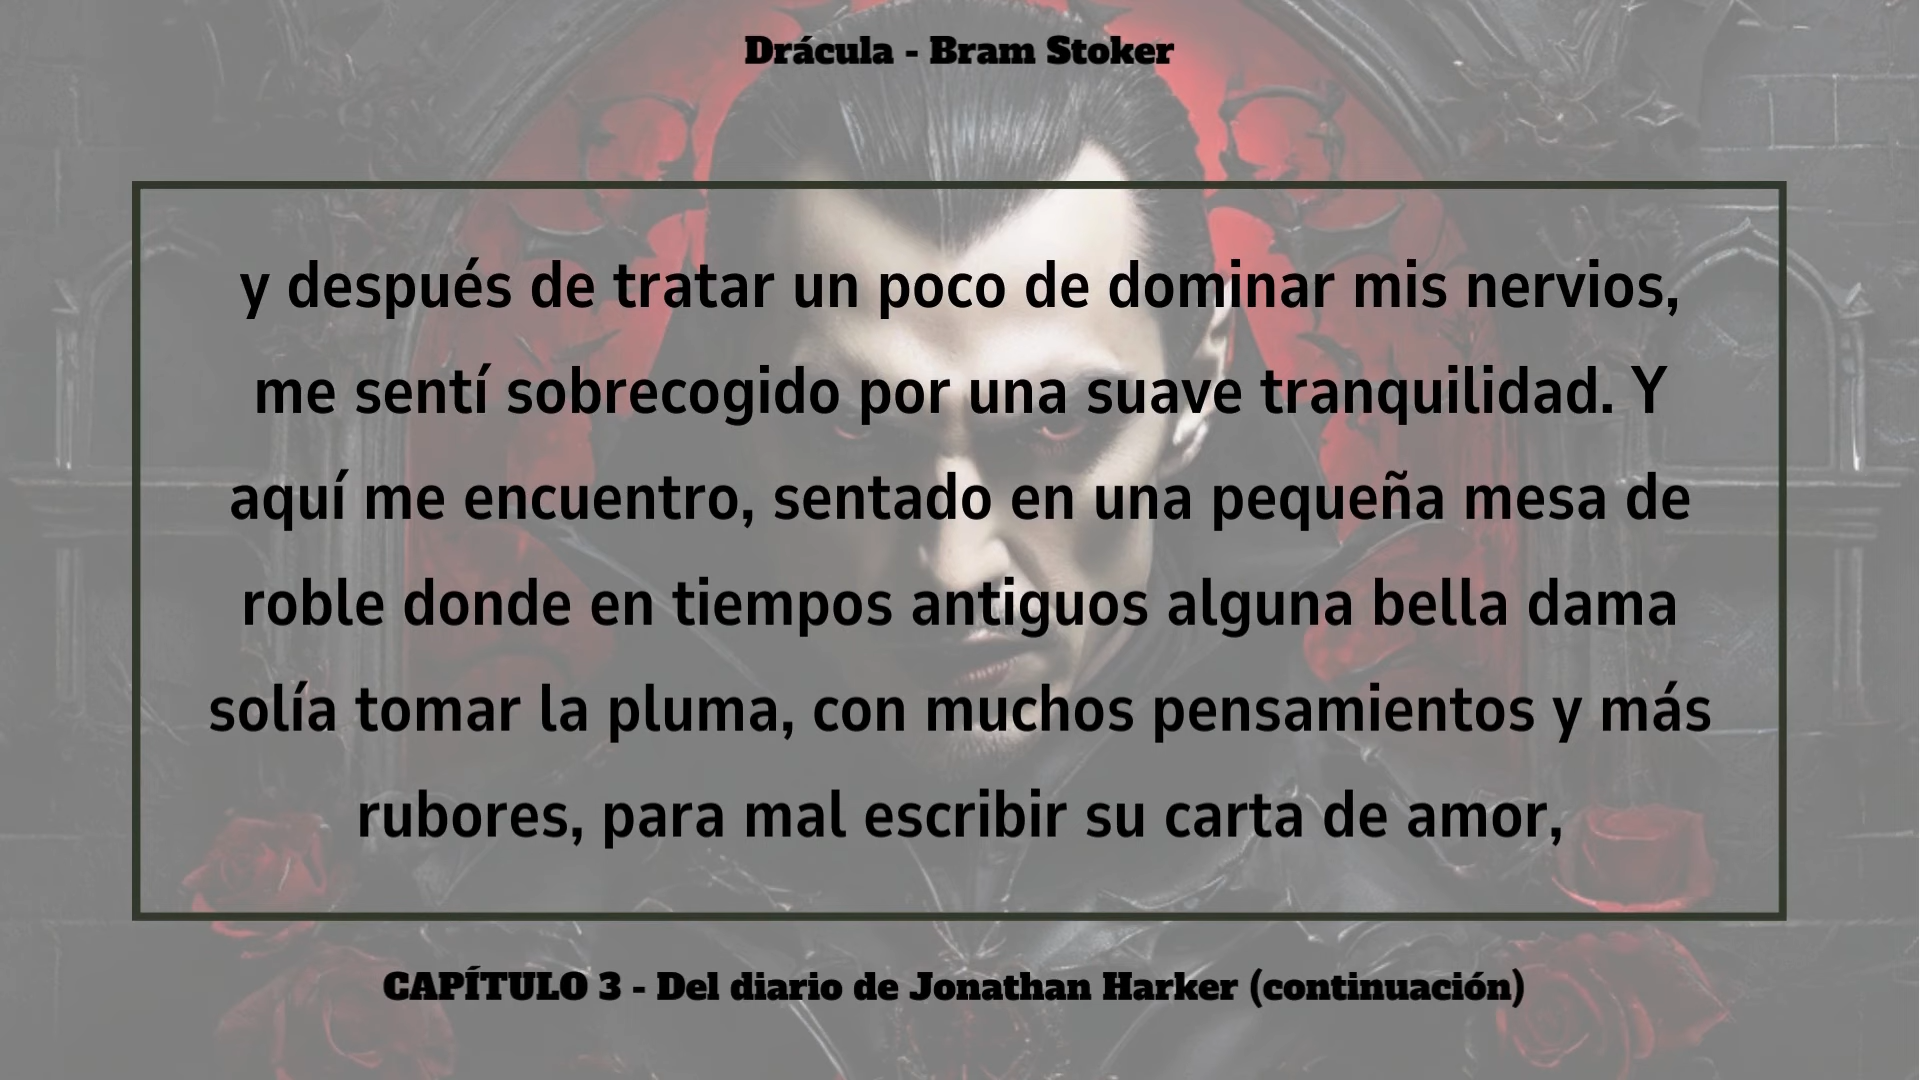 Drácula - Bram Stoker
y después de tratar un poco de dominar mis nervios,
me sentí sobrecogido por una suave tranquilidad. Y
aquí me encuentro, sentado en una pequeña mesa de
roble donde en tiempos antiguos alguna bella dama
solía tomar la pluma, con muchos pensamientos y más
rubores, para mal escribir su carta de amor,
CAPÍTULO 3 - Del diario de Jonathan Harker (continuación)